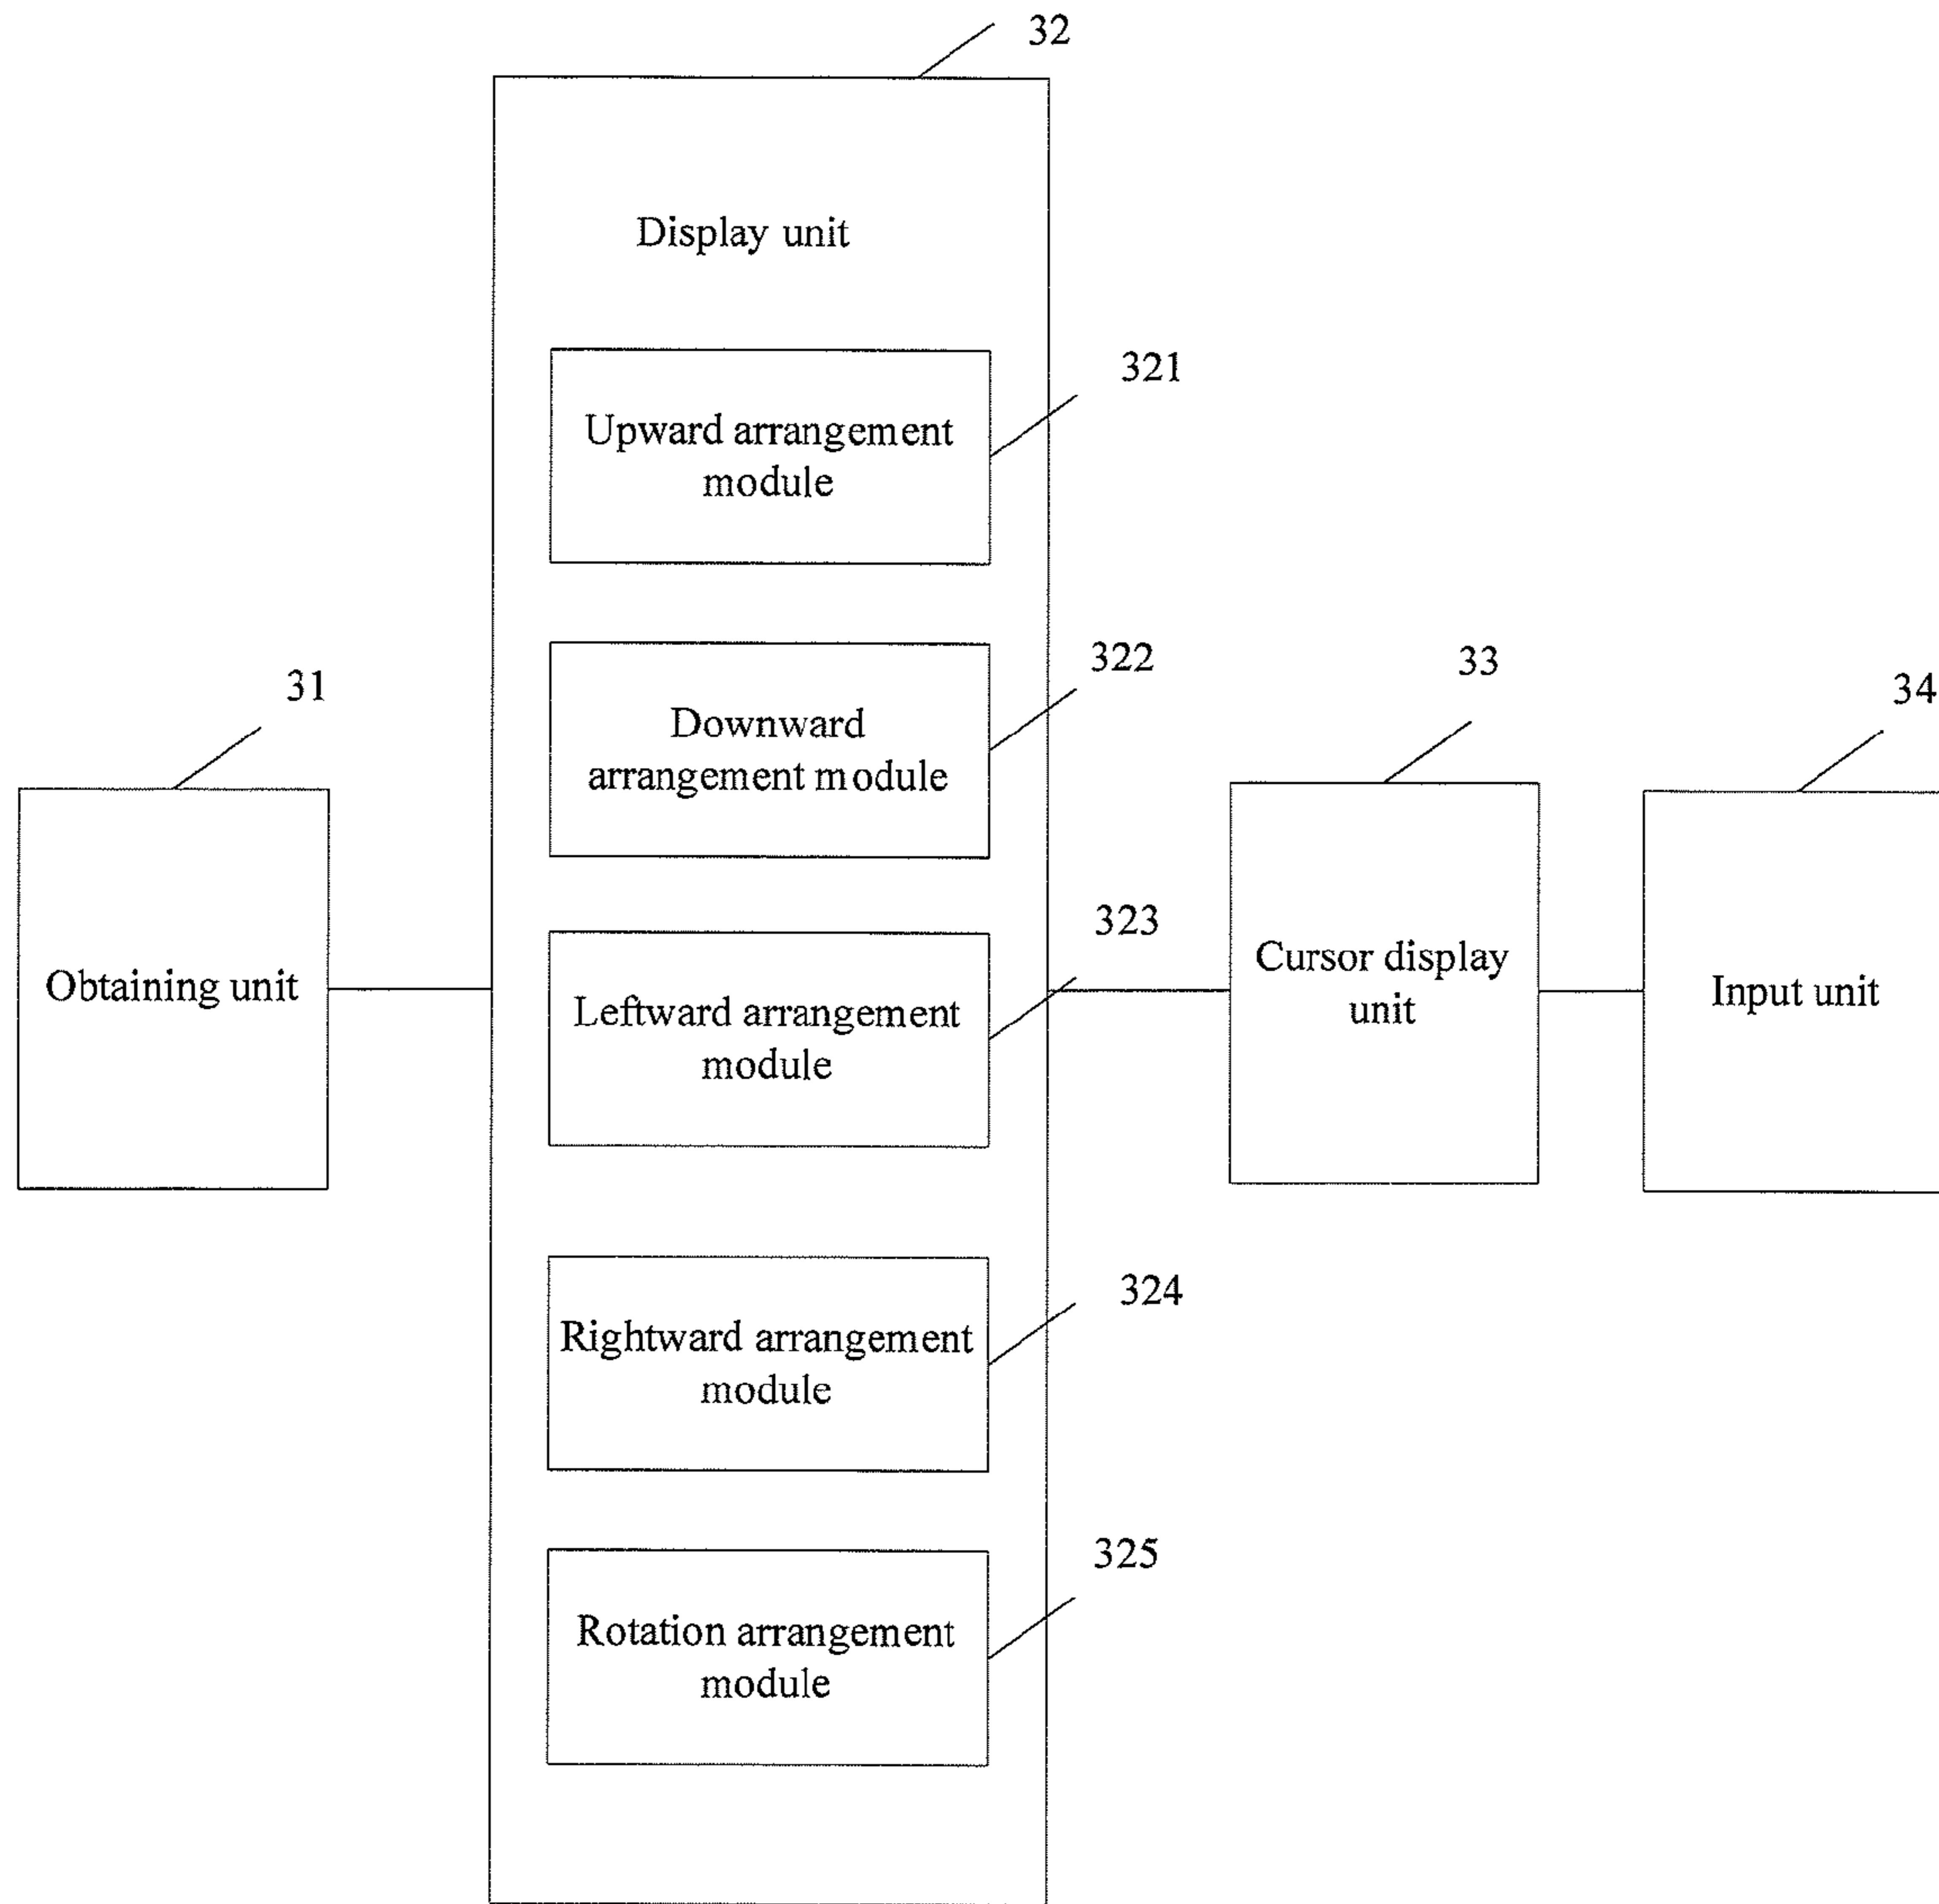 32
Display unit
321
Upward arrangement
module
322
Downward
arrangement module
323
Leftward arrangement
module
324
Rightward arrangement
module
325
Rotation arrangement
module
31
Obtaining unit
33
Cursor display
unit
34
Input unit